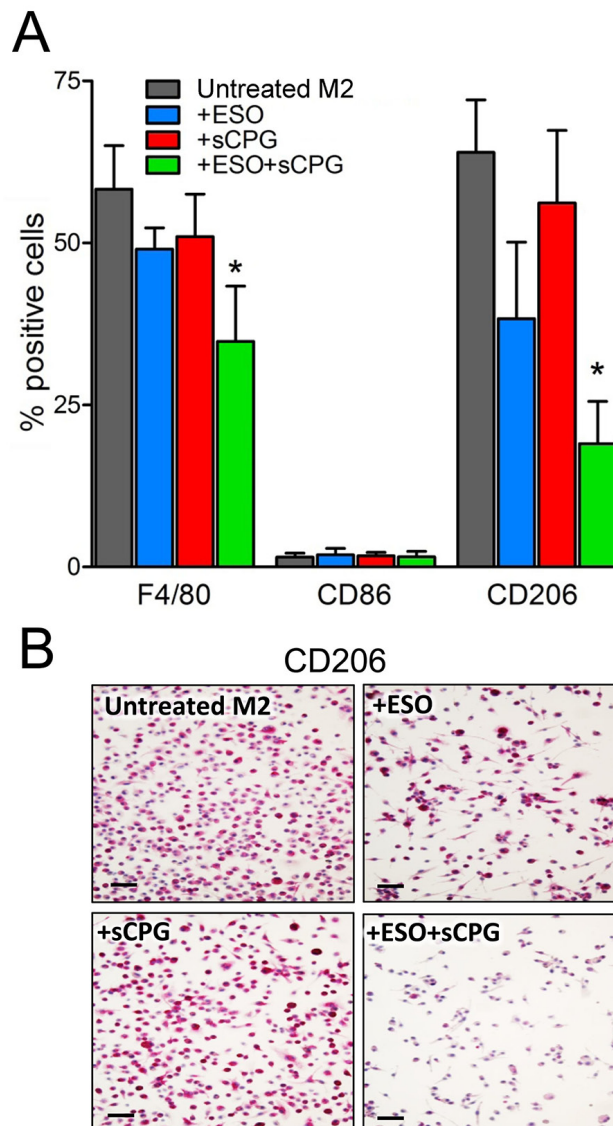 A
75
50
25
0
% positive cells
Untreated M2
+ESO
+sCPG
+ESO+sCPG
*
*
F4/80 CD86 CD206
B
CD206
Untreated M2 +ESO
+sCPG +ESO+sCPG